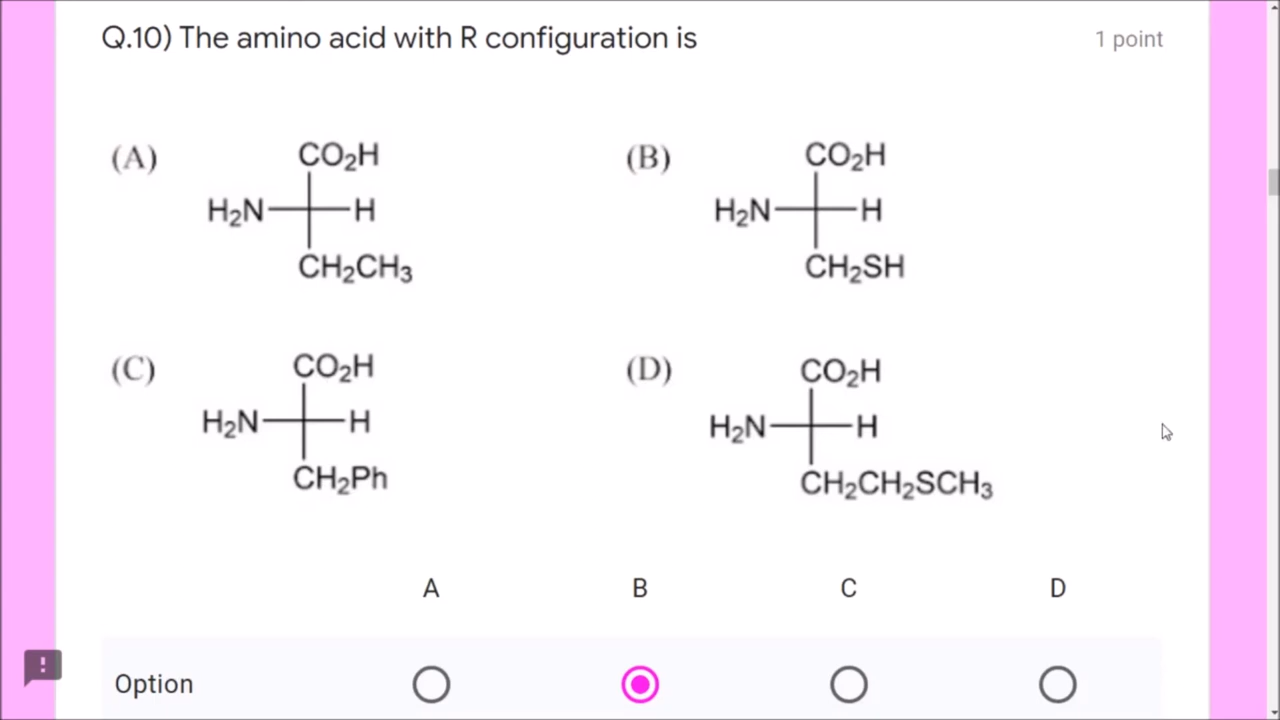 Q.10) The amino acid with R configuration is
1 point
(A)
CO₂H
H₂N
H
CH₂CH₃
(B)
CO₂H
H₂N
H
CH₂SH
(C)
CO₂H
H₂N
H
CH₂Ph
(D)
CO₂H
H₂N
H
CH₂CH₂SCH₃
A B C D
Option